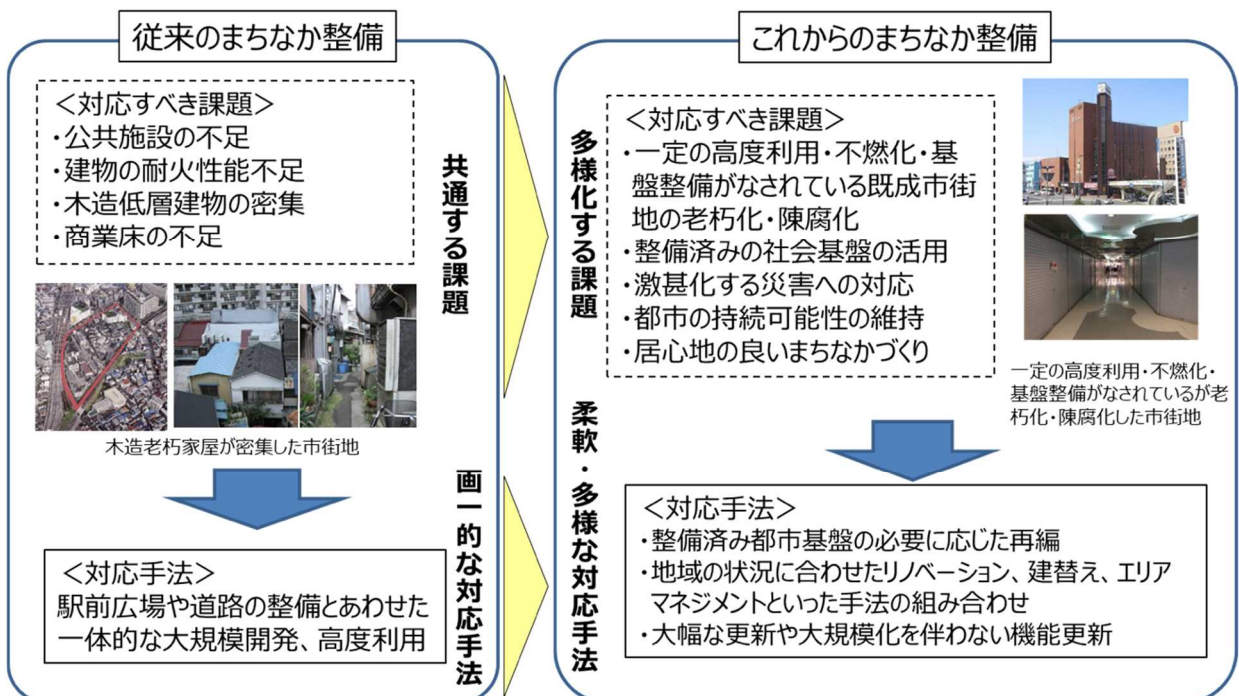 従来のまちなか整備
＜対応すべき課題＞
・公共施設の不足
・建物の耐火性能不足
・木造低層建物の密集
・商業床の不足
木造老朽家屋が密集した市街地
＜対応手法＞
駅前広場や道路の整備とあわせた
一体的な大規模開発、高度利用
共通する課題
画一的な対応手法
これからのまちなか整備
多様化する課題
柔軟・多様な対応手法
＜対応すべき課題＞
・一定の高度利用・不燃化・基
盤整備がなされている既成市街
地の老朽化・陳腐化
・整備済みの社会基盤の活用
・激甚化する災害への対応
・都市の持続可能性の維持
・居心地の良いまちなかづくり
一定の高度利用・不燃化・
基盤整備がなされているが老
朽化・陳腐化した市街地
＜対応手法＞
・整備済み都市基盤の必要に応じた再編
・地域の状況に合わせたリノベーション、建替え、エリア
マネジメントといった手法の組み合わせ
・大幅な更新や大規模化を伴わない機能更新